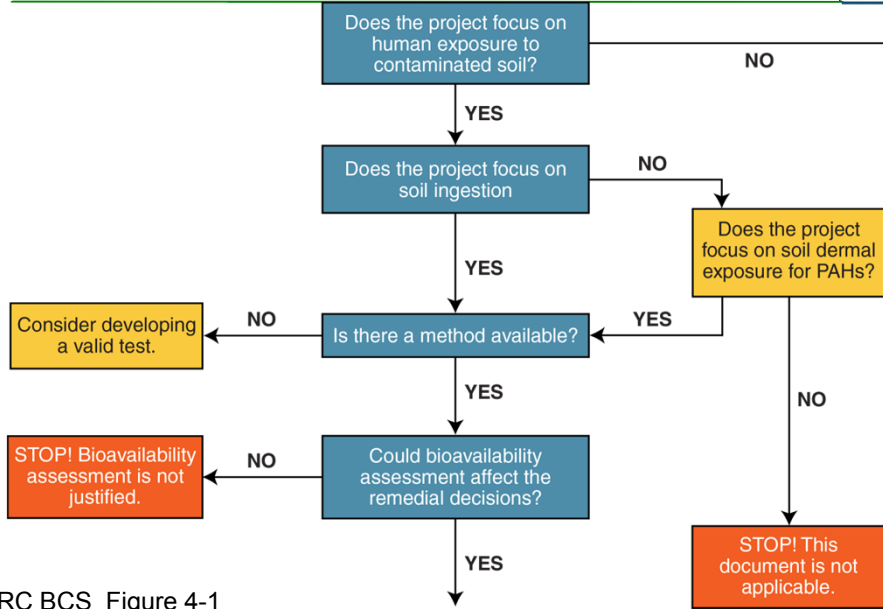 Does the project focus on
human exposure to
contaminated soil?
NO
YES
Does the project focus on
soil ingestion
NO
Does the project
focus on soil dermal
exposure for PAHs?
YES
Consider developing
a valid test.
NO
Is there a method available?
YES
YES
NO
STOP! Bioavailability
assessment is not
justified.
NO
Could bioavailability
assessment affect the
remedial decisions?
STOP! This
document is not
applicable.
YES
RC BCS Figure 4-1